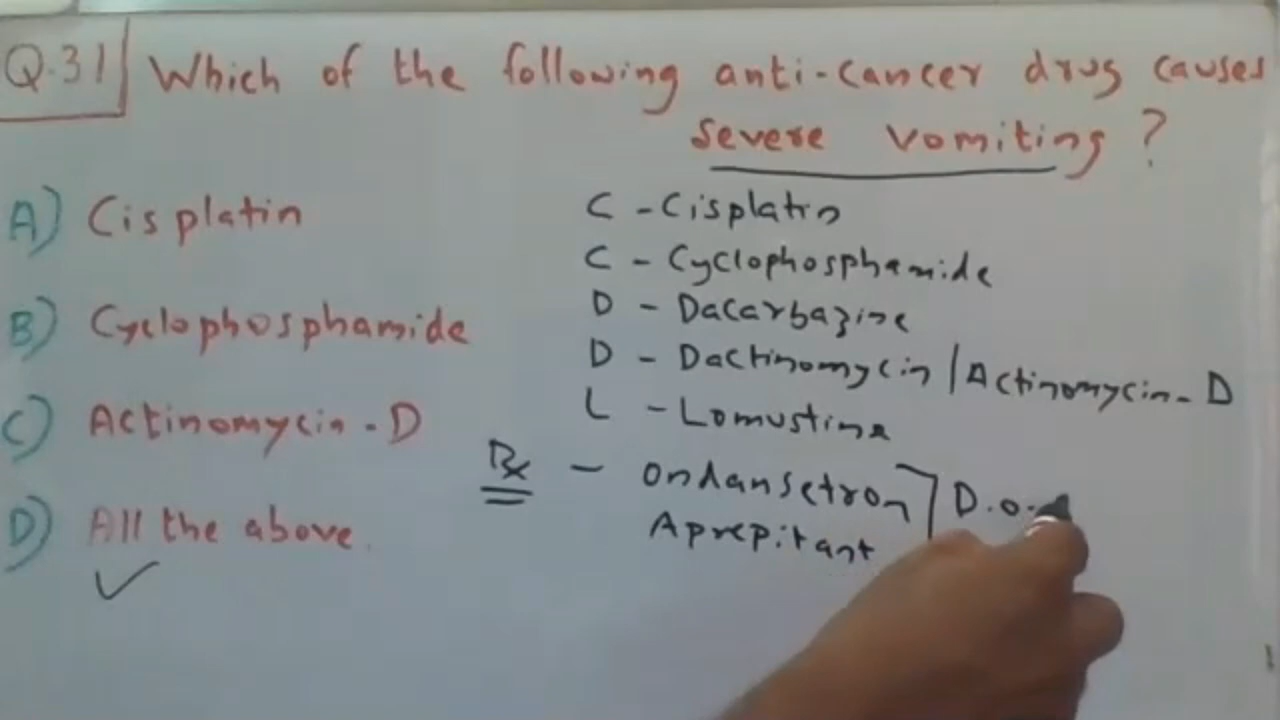 Q.31 Which of the following anti-cancer drug causes
severe vomiting ?
A) Cisplatin
B) Cyclophosphamide
C) Actinomycin-D
D) All the above.
C - Cisplatin
C - Cyclophosphamide
D - Dacarbazine
D - Dactinomycin / Actinomycin-D
L - Lomustine
Rx - Ondansetron
Aprepitant
D.o.